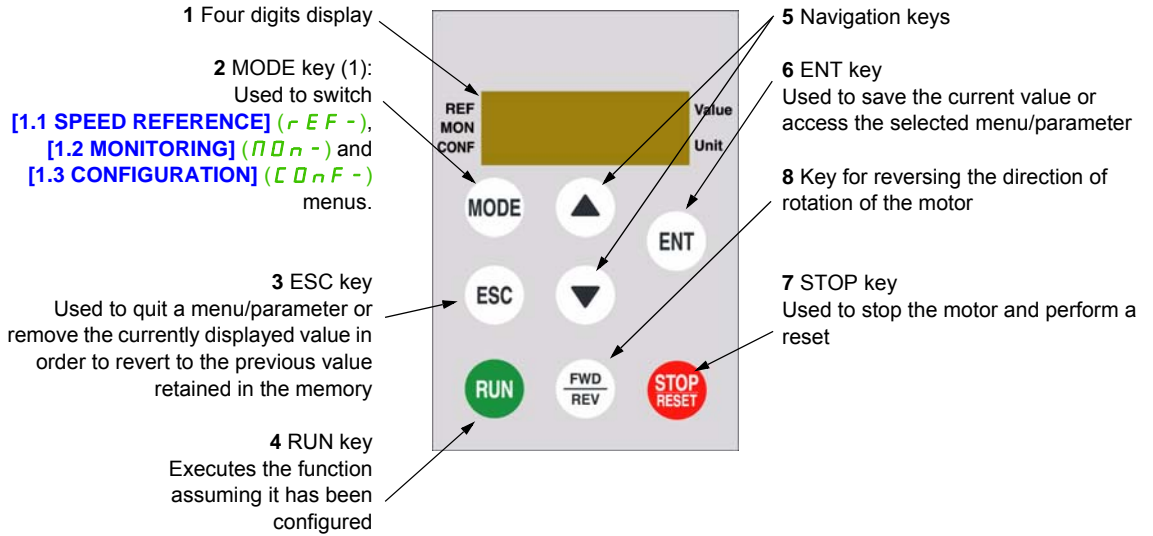 1 Four digits display
2 MODE key (1):
Used to switch
[1.1 SPEED REFERENCE] (rEF-),
[1.2 MONITORING] (MOn-) and
[1.3 CONFIGURATION] (COnF-)
menus.
3 ESC key
Used to quit a menu/parameter or
remove the currently displayed value in
order to revert to the previous value
retained in the memory
4 RUN key
Executes the function
assuming it has been
configured
REF
MON
CONF
Value
Unit
MODE
ENT
ESC
RUN
FWD
REV
STOP
RESET
5 Navigation keys
6 ENT key
Used to save the current value or
access the selected menu/parameter
8 Key for reversing the direction of
rotation of the motor
7 STOP key
Used to stop the motor and perform a
reset